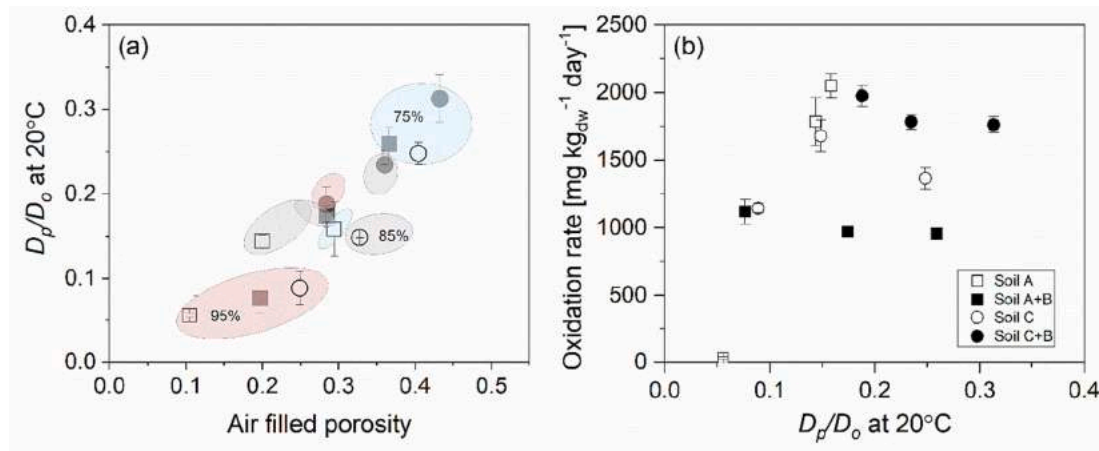 (a)
0.4
0.3
0.2
0.1
0.0
Dp/Do at 20°C
75%
85%
95%
0.0 0.1 0.2 0.3 0.4 0.5
Air filled porosity
(b)
2500
2000
1500
1000
500
0
Oxidation rate [mg kgdw⁻¹ day⁻¹]
Soil A
Soil A+B
Soil C
Soil C+B
0.0 0.1 0.2 0.3 0.4
Dp/Do at 20°C